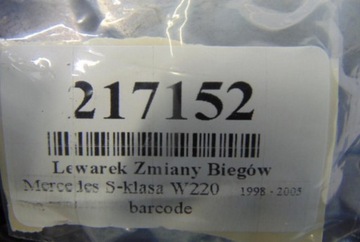 217152
Lewarek Zmiany Biegów
Mercedes S-klasa W220 1998 - 2005
barcode